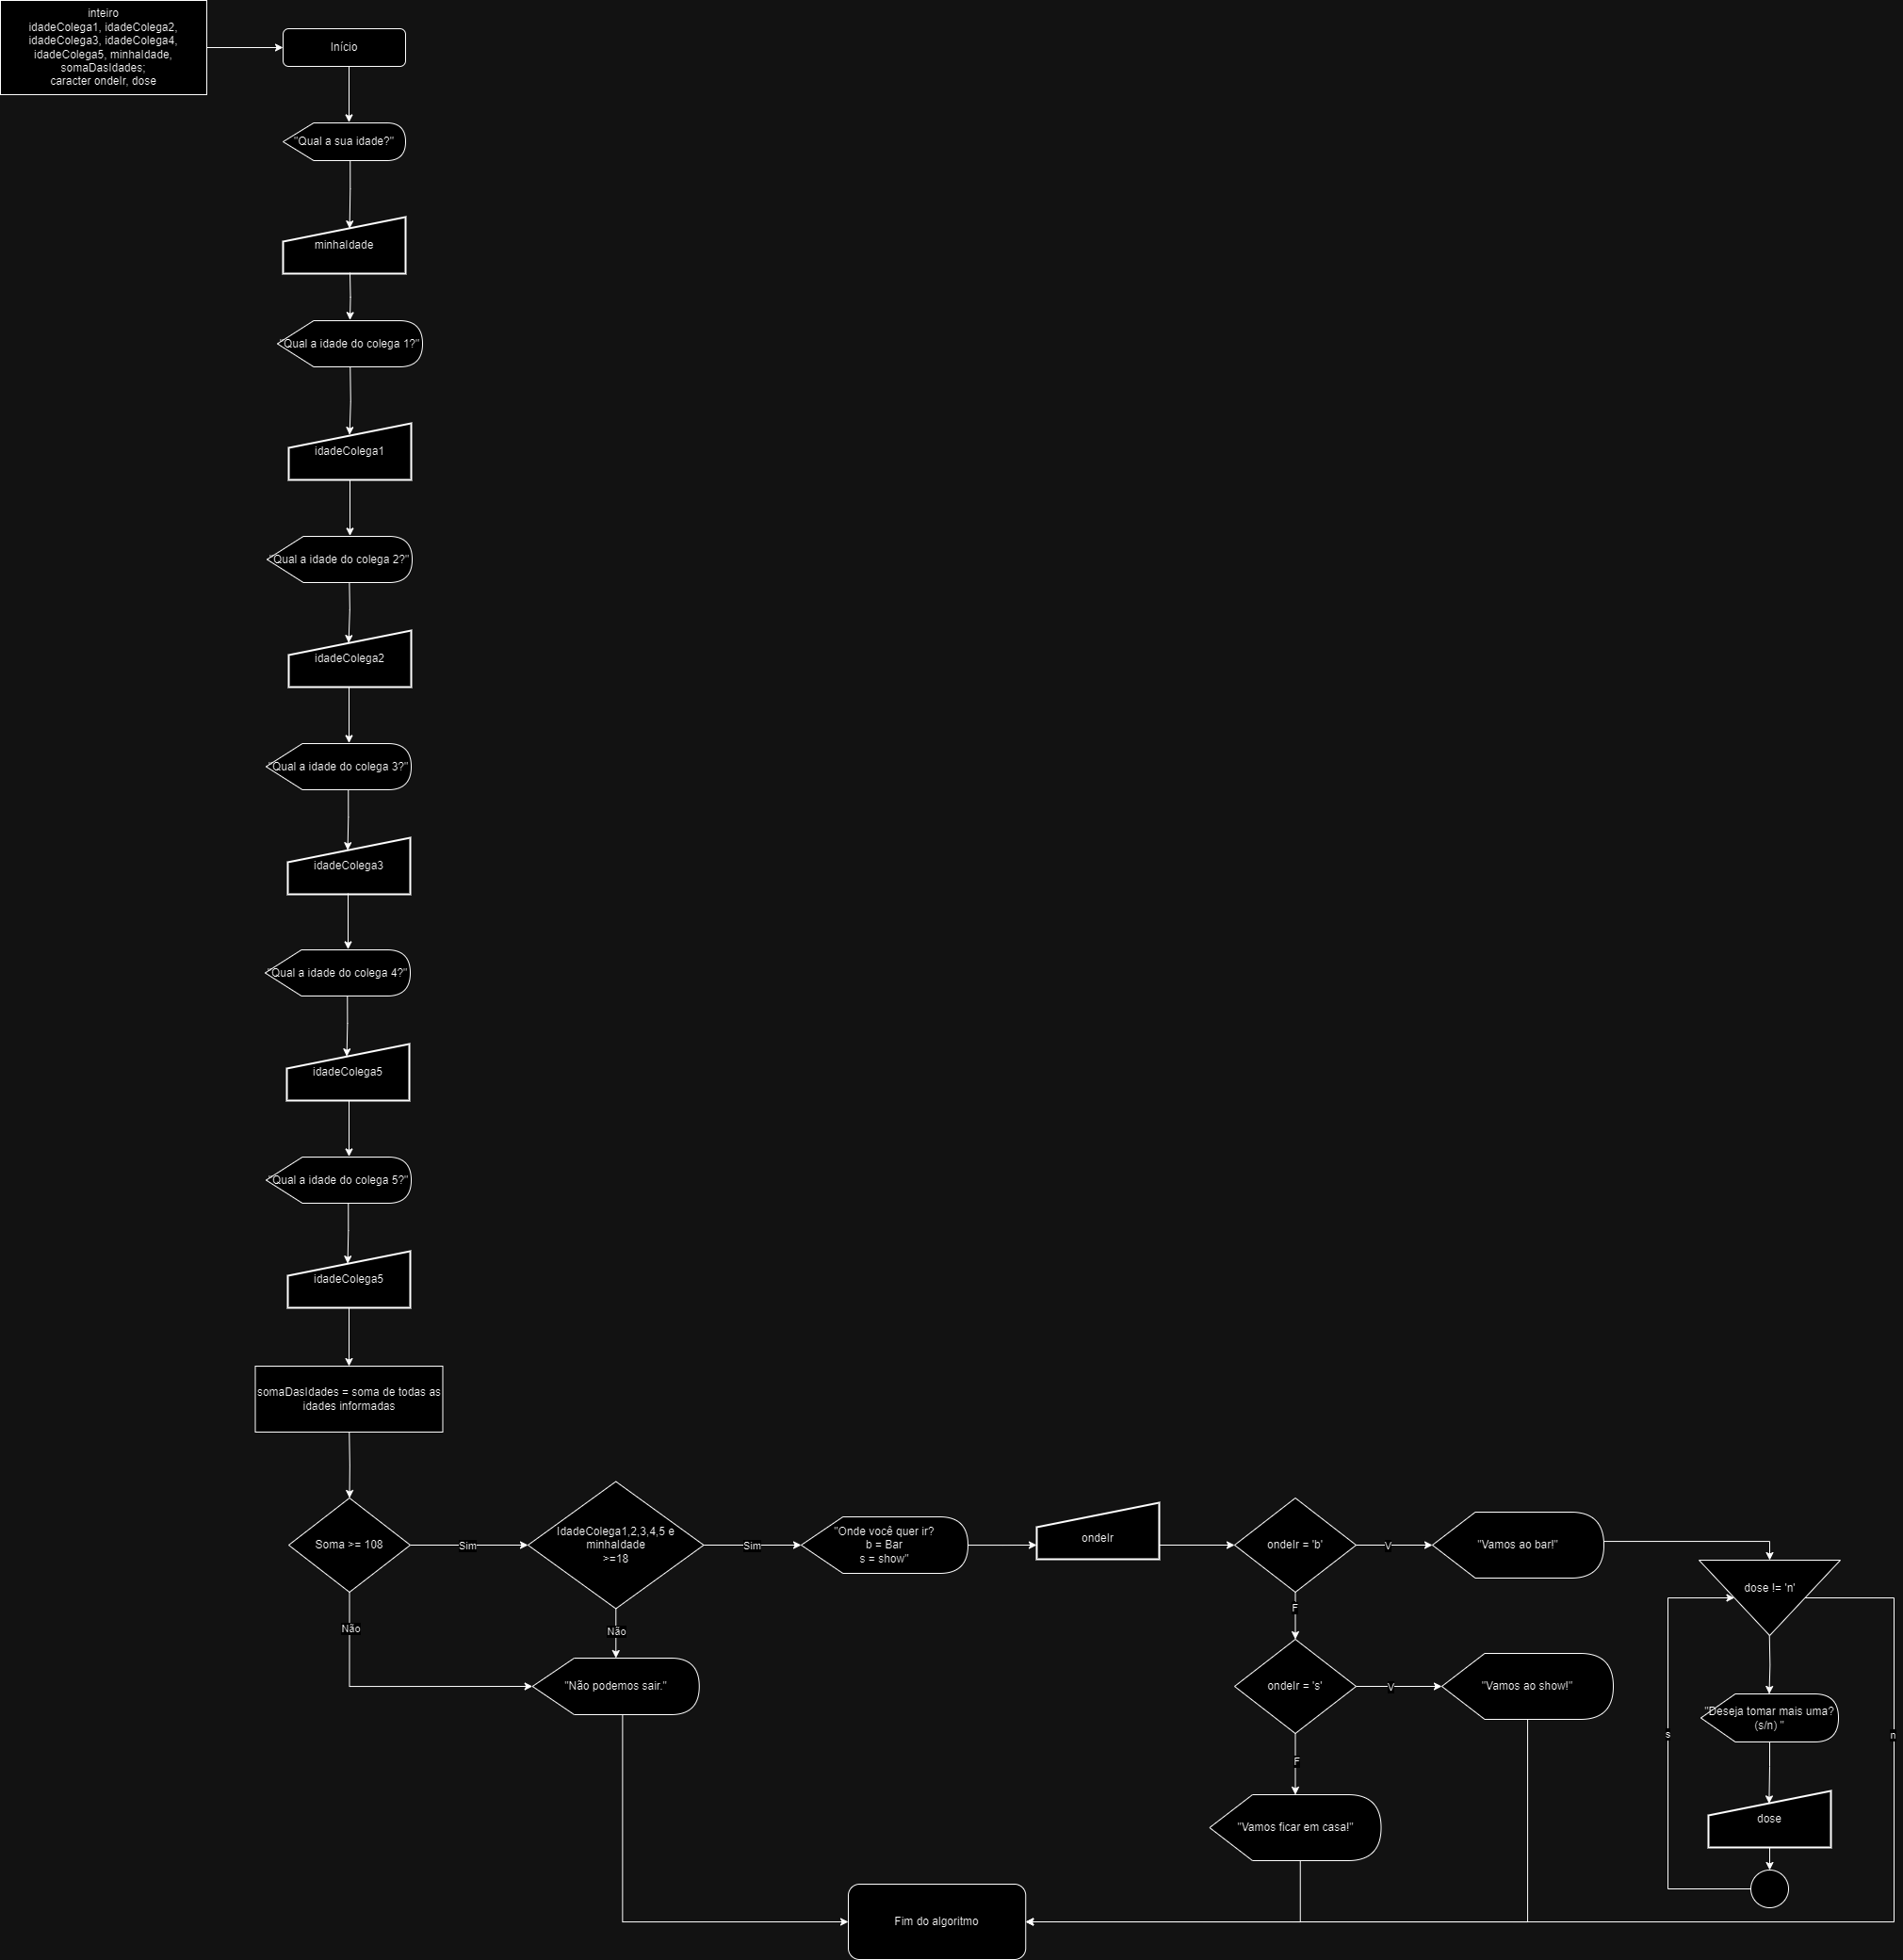 inteiro
idadeColega1, idadeColega2,
idadeColega3, idadeColega4,
idadeColega5, minhaIdade,
somaDasIdades;
caracter ondeIr, dose
Início
"Qual a sua idade?"
minhaIdade
"Qual a idade do colega 1?"
idadeColega1
"Qual a idade do colega 2?"
idadeColega2
"Qual a idade do colega 3?"
idadeColega3
"Qual a idade do colega 4?"
idadeColega5
"Qual a idade do colega 5?"
idadeColega5
somaDasIdades = soma de todas as
idades informadas
Soma >= 108
Sim
Não
IdadeColega1,2,3,4,5 e
minhaIdade
>=18
Sim
Não
"Não podemos sair."
"Onde você quer ir?
b = Bar
s = show"
ondeIr
ondeIr = 'b'
V
F
"Vamos ao bar!"
ondeIr = 's'
V
F
"Vamos ao show!"
"Vamos ficar em casa!"
dose != 'n'
"Deseja tomar mais uma?
(s/n) "
s
n
dose
Fim do algoritmo